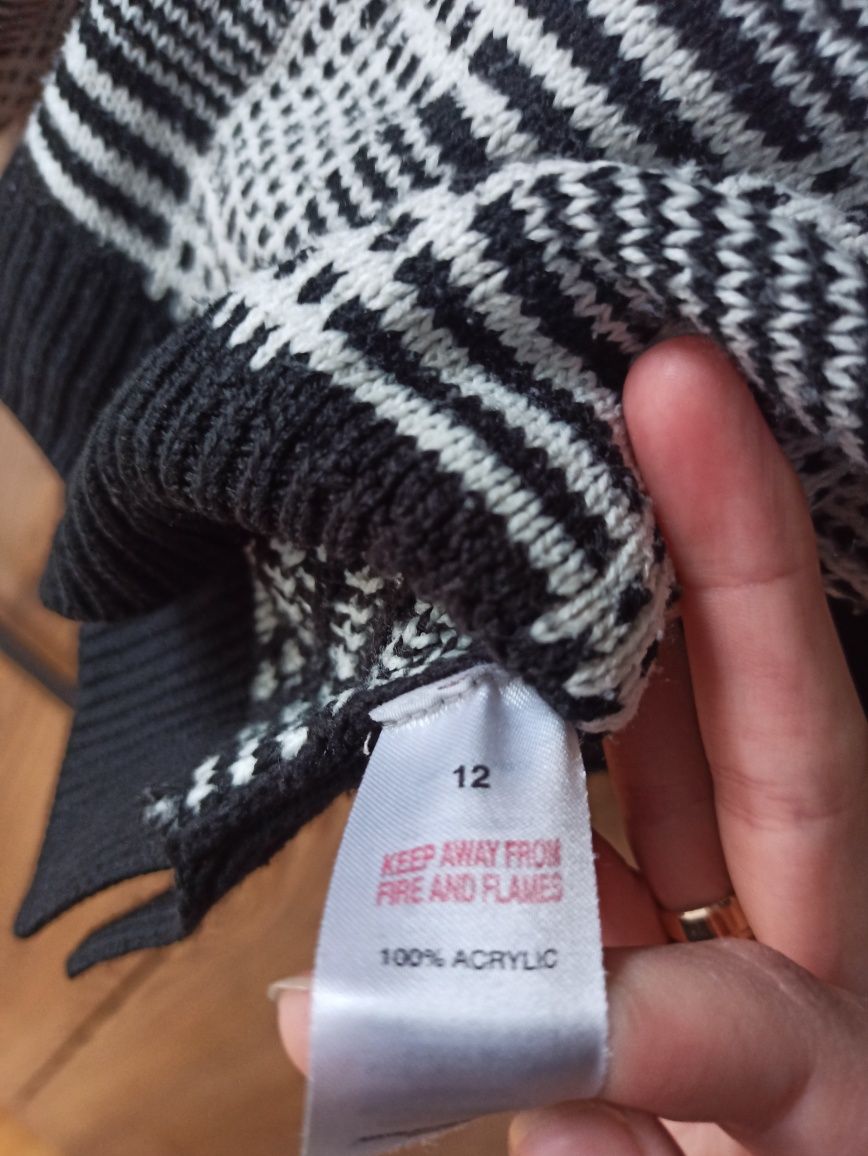 12
KEEP AWAY FROM
FIRE AND FLAMES
100% ACRYLIC